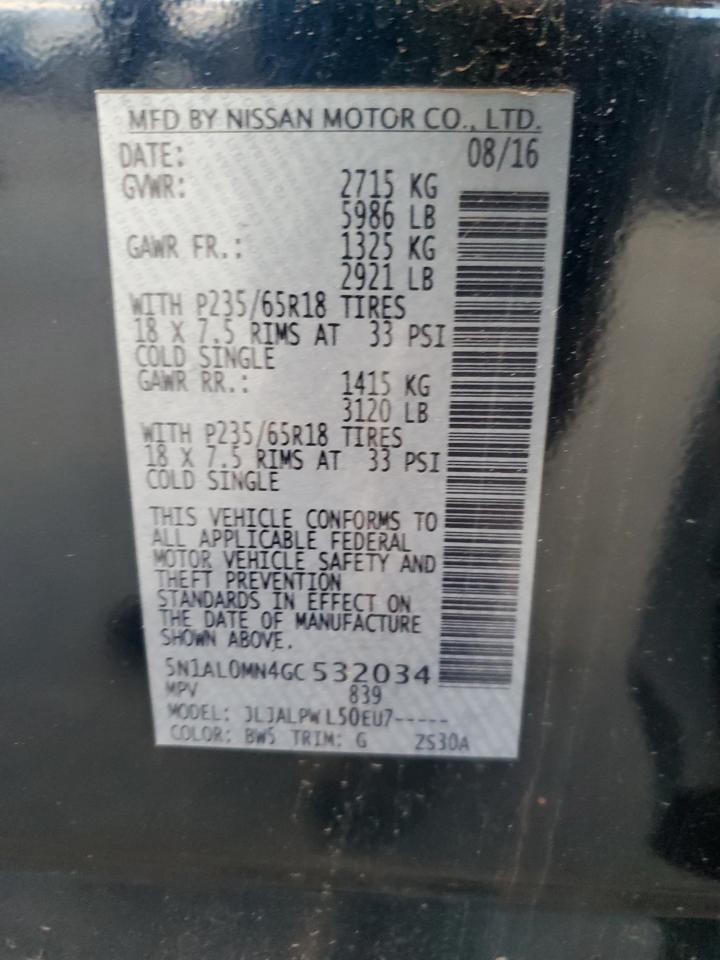 MFD BY NISSAN MOTOR CO., LTD.
DATE: 08/16
GVWR: 2715 KG
5986 LB
GAWR FR.: 1325 KG
2921 LB
WITH P235/65R18 TIRES
18 X 7.5 RIMS AT 33 PSI
COLD SINGLE
GAWR RR.: 1415 KG
3120 LB
WITH P235/65R18 TIRES
18 X 7.5 RIMS AT 33 PSI
COLD SINGLE
THIS VEHICLE CONFORMS TO
ALL APPLICABLE FEDERAL
MOTOR VEHICLE SAFETY AND
THEFT PREVENTION
STANDARDS IN EFFECT ON
THE DATE OF MANUFACTURE
SHOWN ABOVE.
5N1AL0MN4GC 532034
MPV 839
MODEL: JLJALPW L50EU7-----
COLOR: BW5 TRIM: G ZS30A